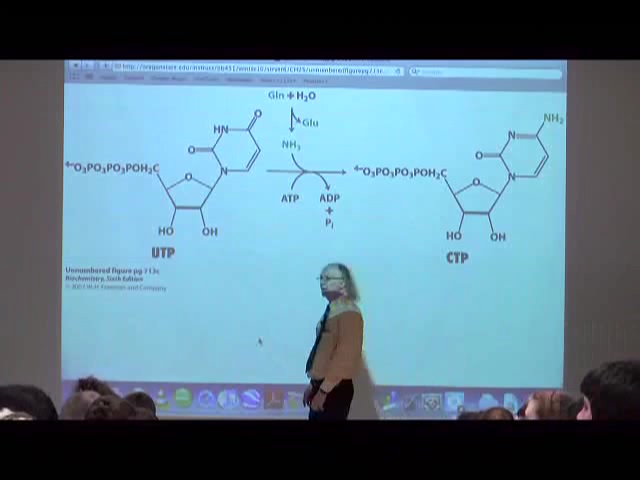 Gln + H₂O
Glu
NH₃
ATP
ADP
+
Pᵢ
O
HN
O
N
⁻O₃PO₃PO₃POH₂C
O
HO
OH
UTP
NH₂
N
O
N
⁻O₃PO₃PO₃POH₂C
O
HO
OH
CTP
Unnumbered figure pg 713c
Biochemistry, Sixth Edition
© 2007 W.H. Freeman and Company